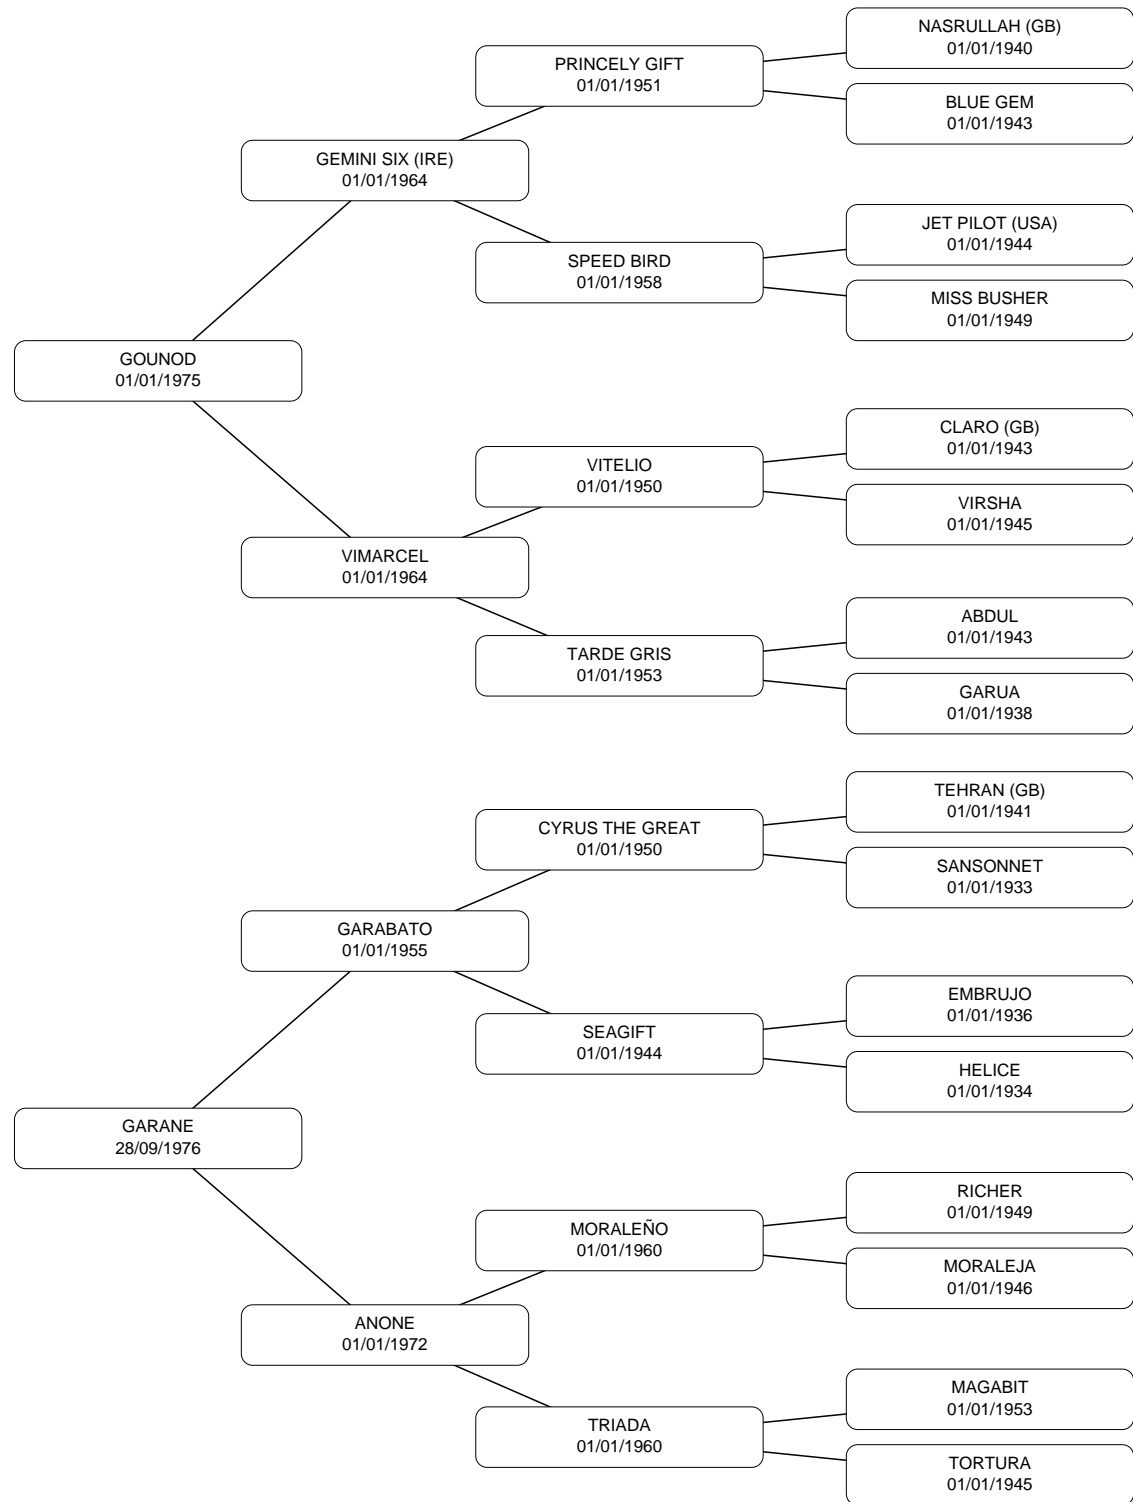 NASRULLAH (GB)
01/01/1940
PRINCELY GIFT
01/01/1951
BLUE GEM
01/01/1943
GEMINI SIX (IRE)
01/01/1964
JET PILOT (USA)
01/01/1944
SPEED BIRD
01/01/1958
MISS BUSHER
01/01/1949
GOUNOD
01/01/1975
CLARO (GB)
01/01/1943
VITELIO
01/01/1950
VIRSHA
01/01/1945
VIMARCEL
01/01/1964
ABDUL
01/01/1943
TARDE GRIS
01/01/1953
GARUA
01/01/1938
TEHRAN (GB)
01/01/1941
CYRUS THE GREAT
01/01/1950
SANSONNET
01/01/1933
GARABATO
01/01/1955
EMBRUJO
01/01/1936
SEAGIFT
01/01/1944
HELICE
01/01/1934
GARANE
28/09/1976
RICHER
01/01/1949
MORALEÑO
01/01/1960
MORALEJA
01/01/1946
ANONE
01/01/1972
MAGABIT
01/01/1953
TRIADA
01/01/1960
TORTURA
01/01/1945